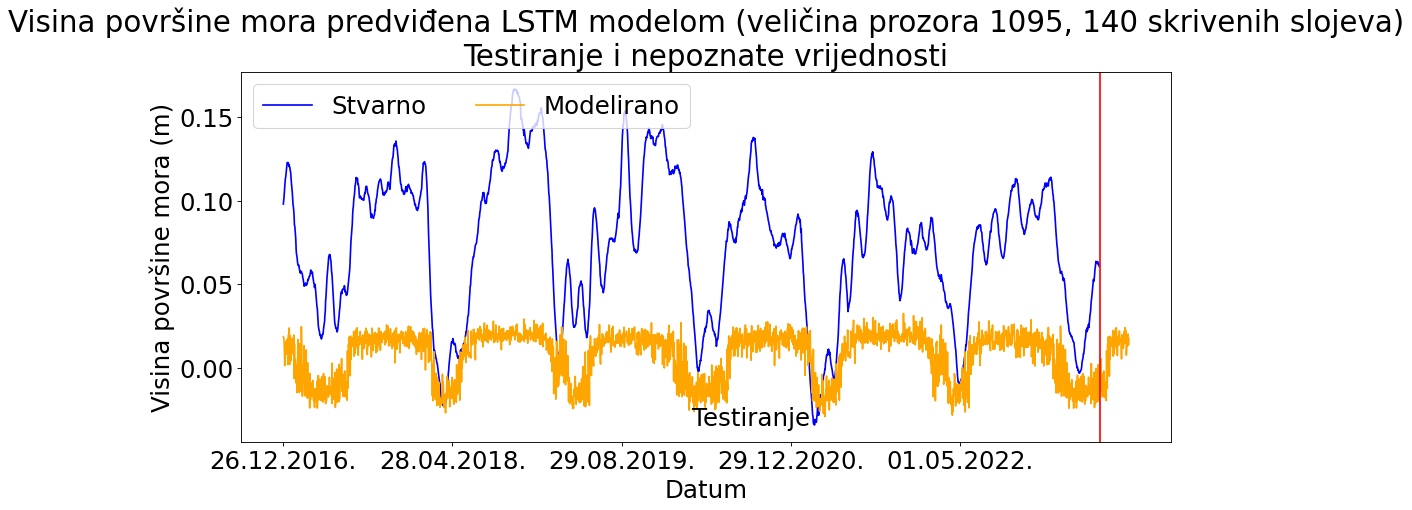 Visina površine mora predviđena LSTM modelom (veličina prozora 1095, 140 skrivenih slojeva)
Testiranje i nepoznate vrijednosti
Stvarno
Modelirano
Visina površine mora (m)
0.15
0.10
0.05
0.00
Testiranje
26.12.2016.
28.04.2018.
29.08.2019.
29.12.2020.
01.05.2022.
Datum